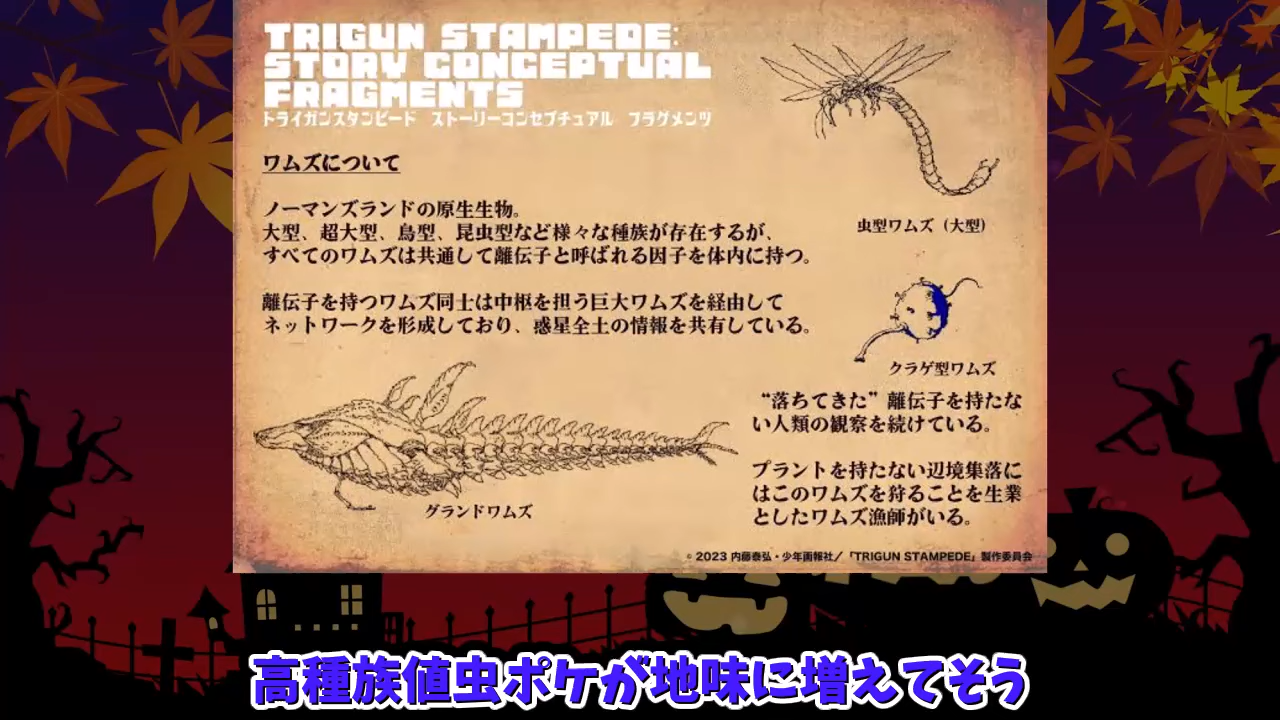 TRIGUN STAMPEDE:
STORY CONCEPTUAL
FRAGMENTS
トライガンスタンピード ストーリーコンセプチュアル フラグメンツ
ワムズについて
ノーマンズランドの原生生物。
大型、超大型、鳥型、昆虫型など様々な種族が存在するが、
すべてのワムズは共通して離伝子と呼ばれる因子を体内に持つ。
離伝子を持つワムズ同士は中枢を担う巨大ワムズを経由して
ネットワークを形成しており、惑星全土の情報を共有している。
虫型ワムズ（大型）
クラゲ型ワムズ
グランドワムズ
“落ちてきた”離伝子を持たな
い人類の観察を続けている。
プラントを持たない辺境集落に
はこのワムズを狩ることを生業
としたワムズ漁師がいる。
© 2023 内藤泰弘・少年画報社／「TRIGUN STAMPEDE」製作委員会
高種族値虫ポケが地味に増えてそう